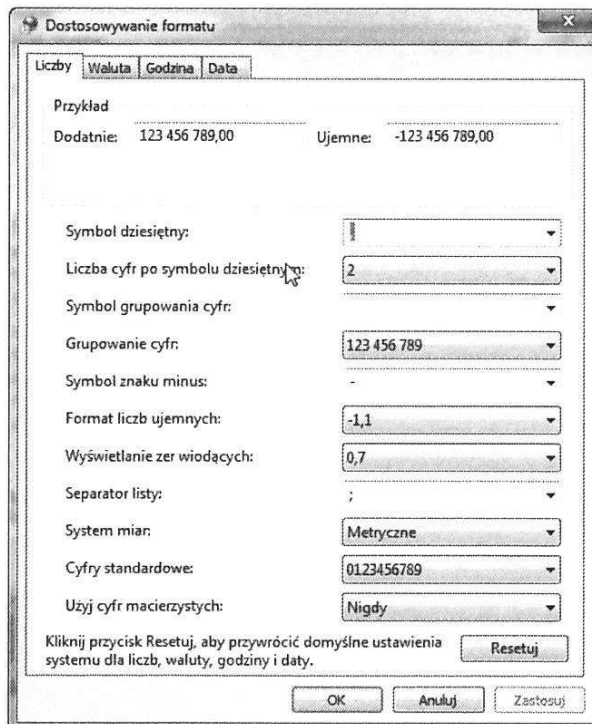 Dostosowywanie formatu
Liczby Waluta Godzina Data
Przykład
Dodatnie: 123 456 789,00 Ujemne: -123 456 789,00
Symbol dziesiętny: ,
Liczba cyfr po symbolu dziesiętnym: 2
Symbol grupowania cyfr:
Grupowanie cyfr: 123 456 789
Symbol znaku minus: -
Format liczb ujemnych: -1,1
Wyświetlanie zer wiodących: 0,7
Separator listy: ;
System miar: Metryczne
Cyfry standardowe: 0123456789
Użyj cyfr macierzystych: Nigdy
Kliknij przycisk Resetuj, aby przywrócić domyślne ustawienia Resetuj
systemu dla liczb, waluty, godziny i daty.
OK Anuluj Zastosuj